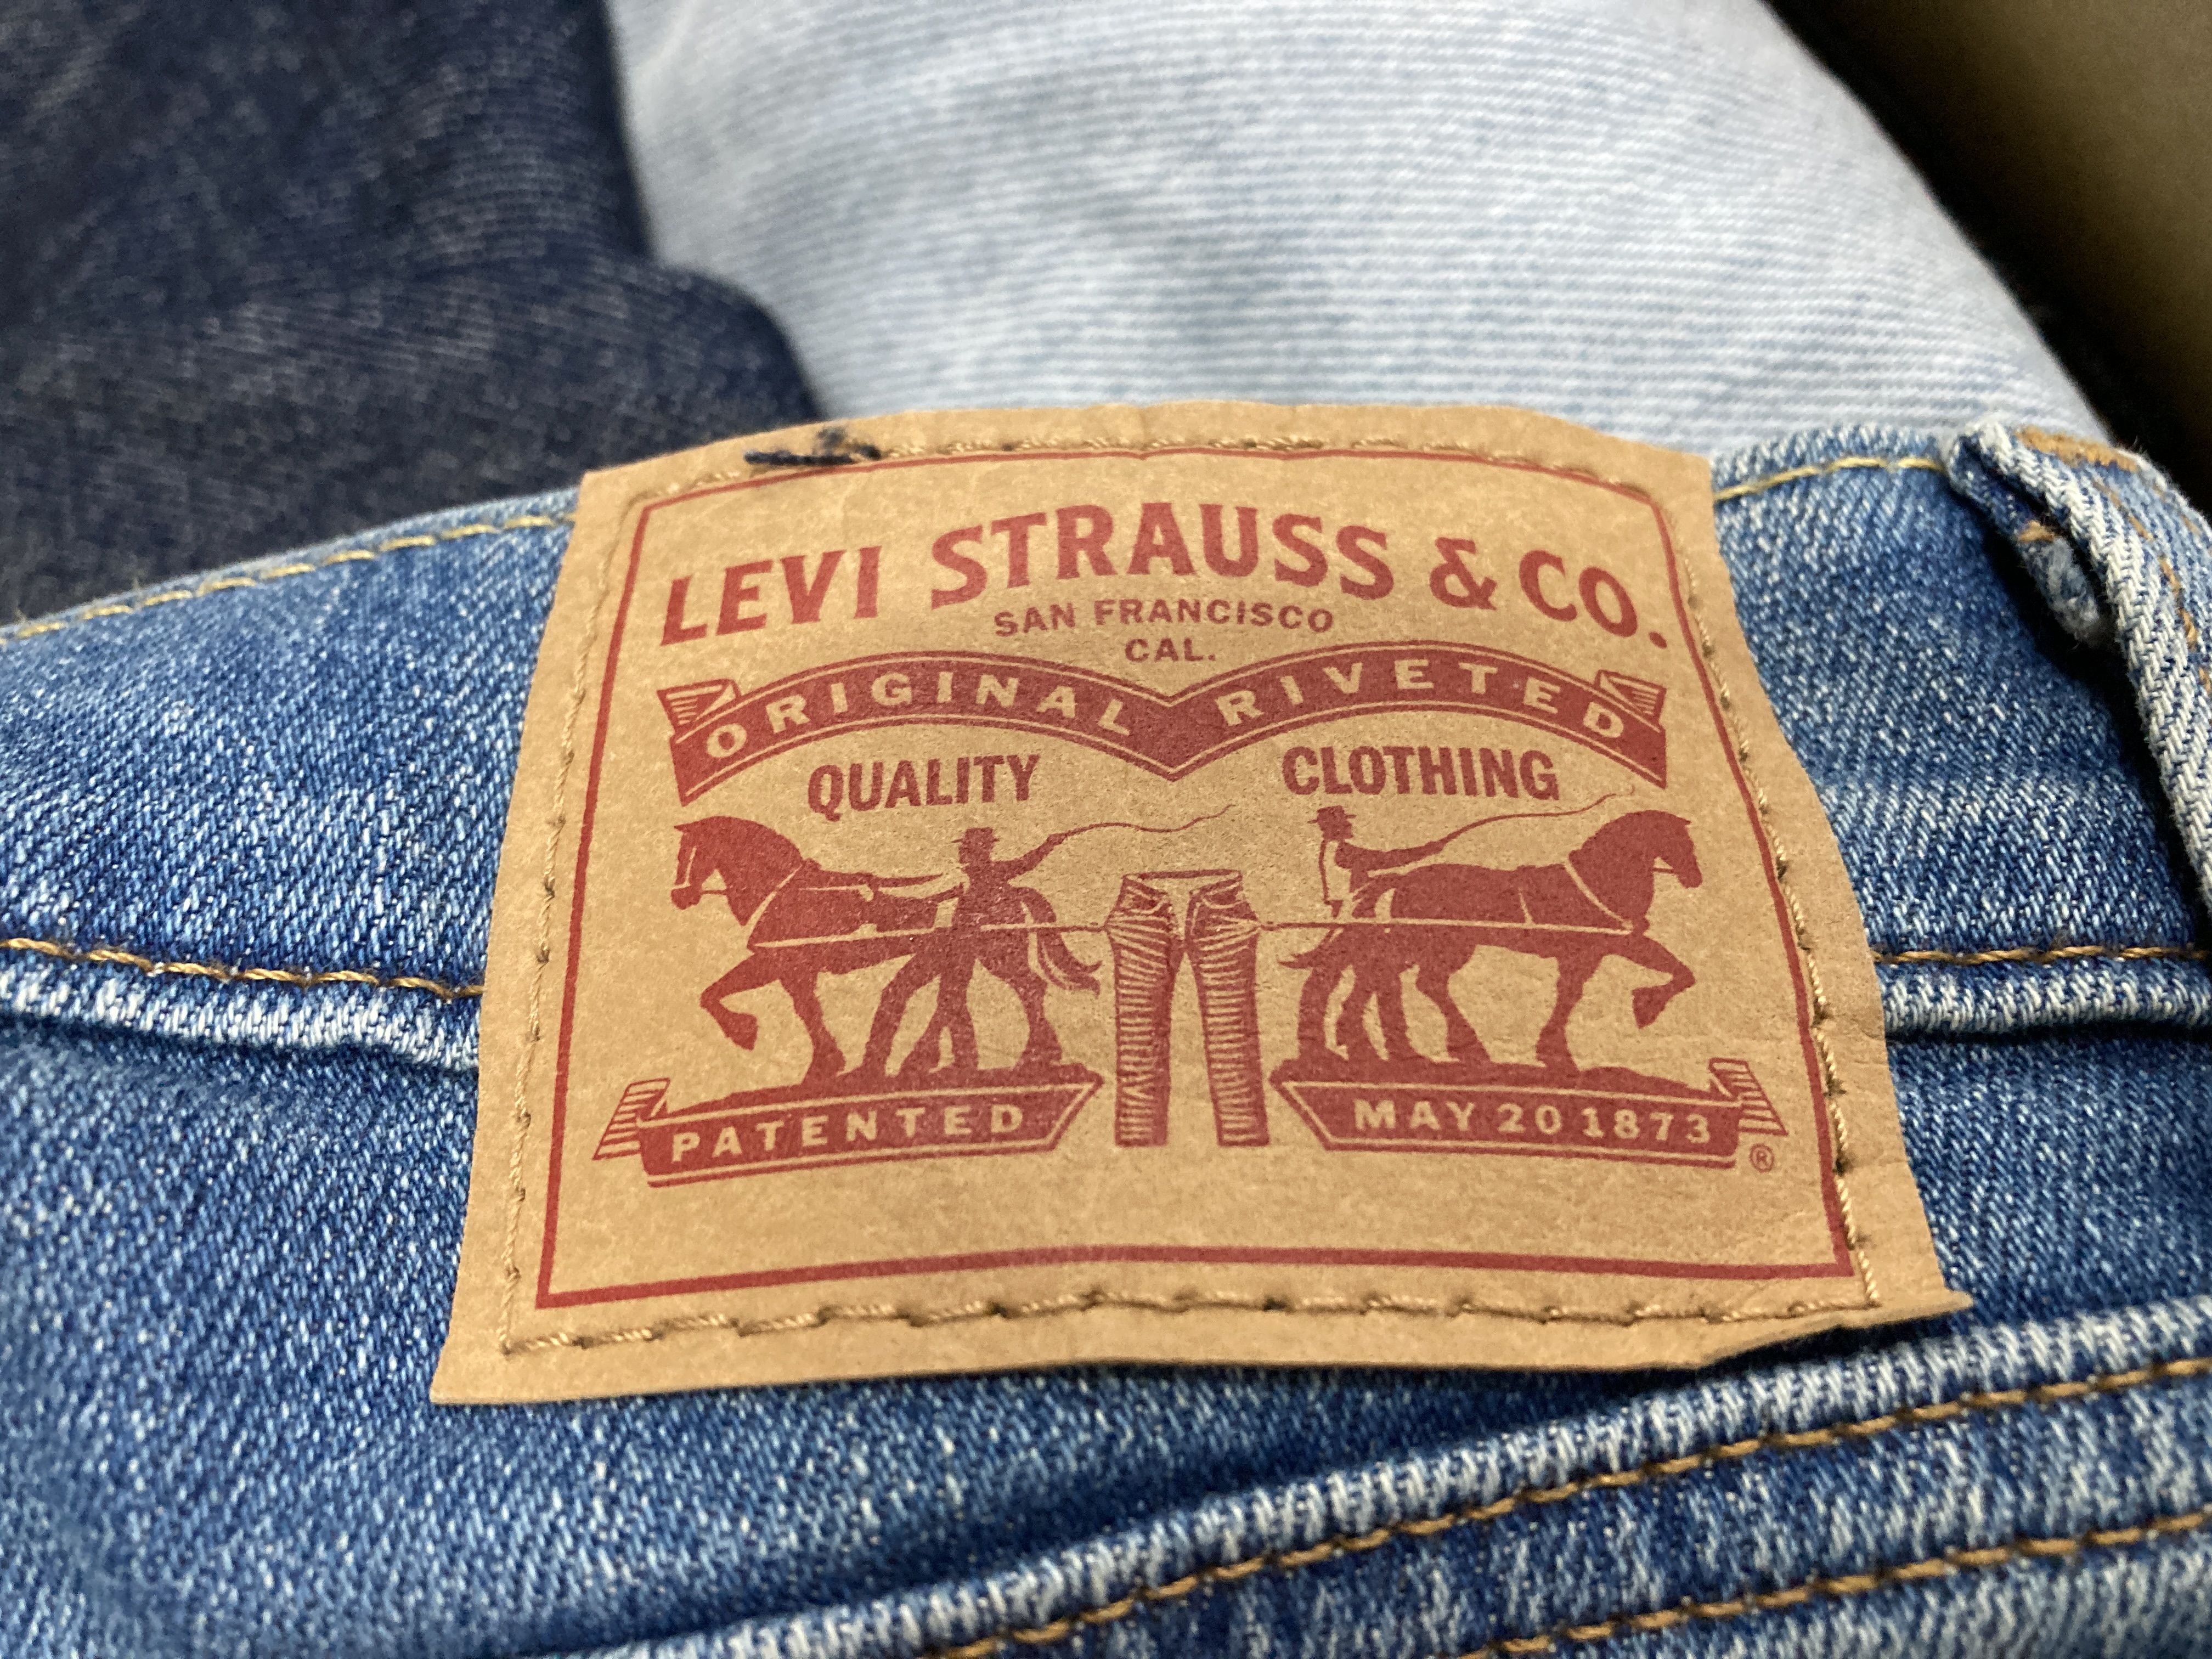 LEVI STRAUSS & CO.
SAN FRANCISCO
CAL.
ORIGINAL RIVETED
QUALITY CLOTHING
PATENTED MAY 20 1873
®